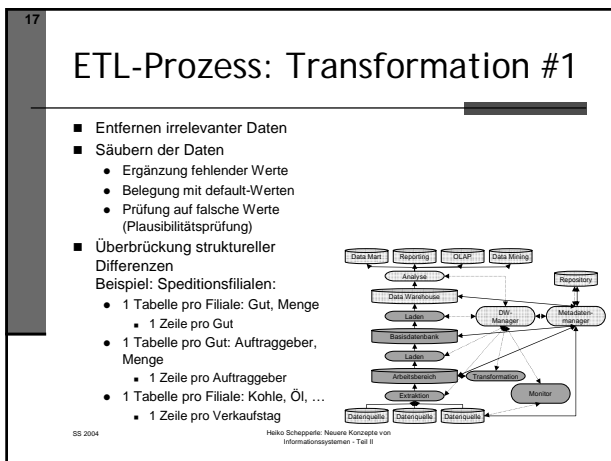 17
ETL-Prozess: Transformation #1
■ Entfernen irrelevanter Daten
■ Säubern der Daten
● Ergänzung fehlender Werte
● Belegung mit default-Werten
● Prüfung auf falsche Werte
(Plausibilitätsprüfung)
■ Überbrückung struktureller
Differenzen
Beispiel: Speditionsfilialen:
● 1 Tabelle pro Filiale: Gut, Menge
■ 1 Zeile pro Gut
● 1 Tabelle pro Gut: Auftraggeber,
Menge
■ 1 Zeile pro Auftraggeber
● 1 Tabelle pro Filiale: Kohle, Öl, …
■ 1 Zeile pro Verkaufstag
Data Mart Reporting OLAP Data Mining
Analyse
Repository
Data Warehouse
Laden
DW-
Manager
Metadaten-
manager
Basisdatenbank
Laden
Arbeitsbereich
Transformation
Extraktion
Monitor
Datenquelle Datenquelle Datenquelle
SS 2004
Heiko Schepperle: Neuere Konzepte von
Informationssystemen - Teil II